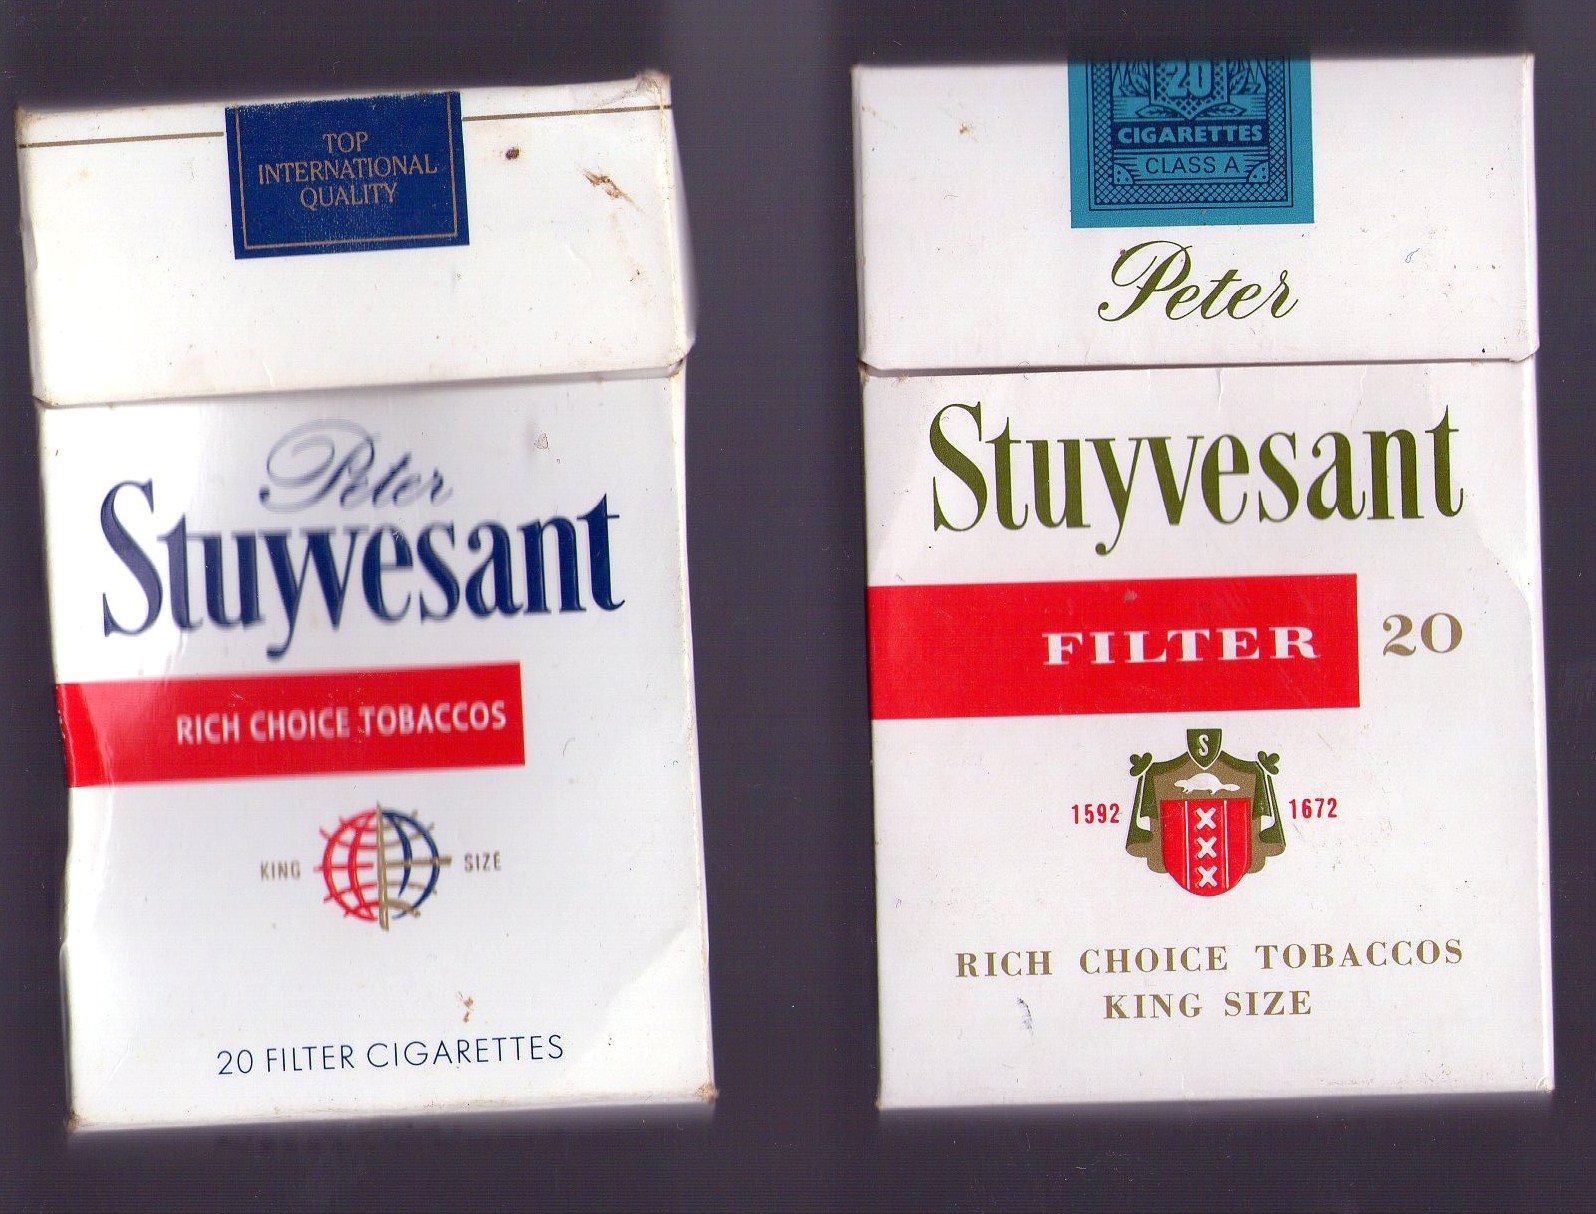 TOP
INTERNATIONAL
QUALITY
Peter
Stuyvesant
RICH CHOICE TOBACCOS
KING SIZE
20 FILTER CIGARETTES
20
CIGARETTES
CLASS A
Peter
Stuyvesant
FILTER 20
S
1592 1672
XXX
RICH CHOICE TOBACCOS
KING SIZE